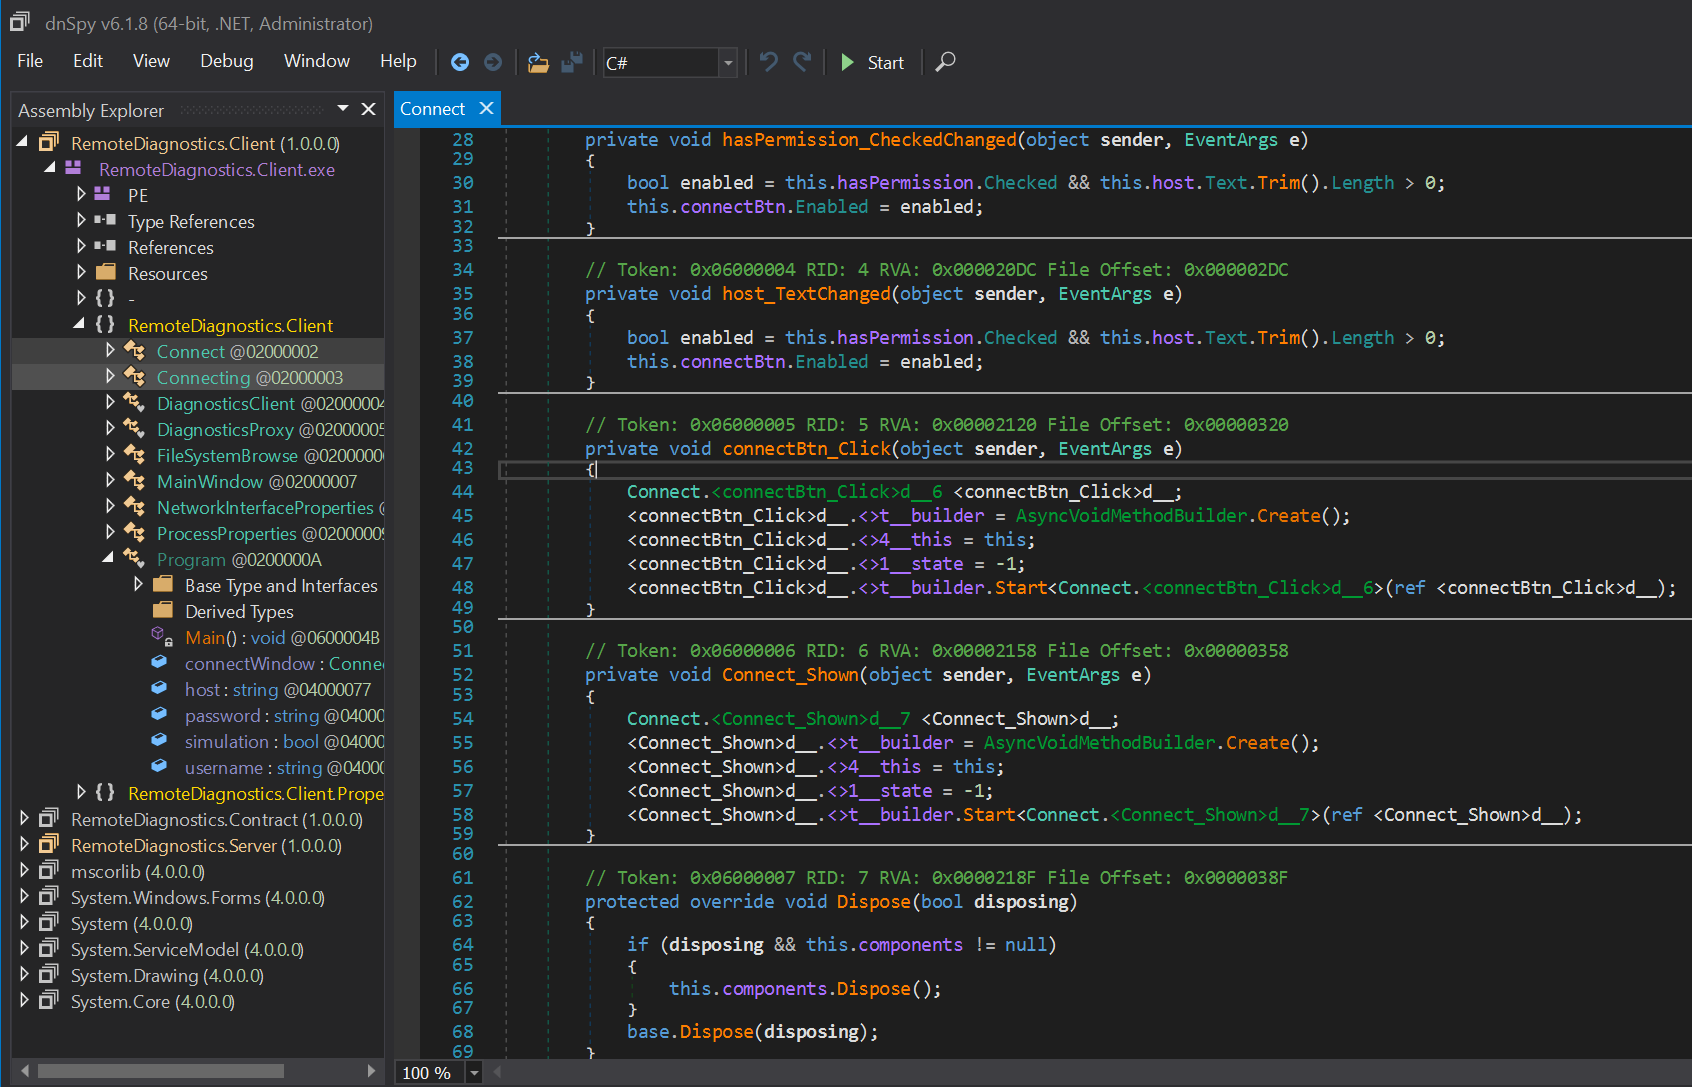 dnSpy v6.1.8 (64-bit, .NET, Administrator)
File Edit View Debug Window Help C# Start
Assembly Explorer
RemoteDiagnostics.Client (1.0.0.0)
RemoteDiagnostics.Client.exe
PE
Type References
References
Resources
{ } -
{ } RemoteDiagnostics.Client
Connect @02000002
Connecting @02000003
DiagnosticsClient @02000004
DiagnosticsProxy @02000005
FileSystemBrowse @0200000
MainWindow @02000007
NetworkInterfaceProperties @
ProcessProperties @02000009
Program @0200000A
Base Type and Interfaces
Derived Types
Main() : void @0600004B
connectWindow : Conne
host : string @04000077
password : string @04000
simulation : bool @04000
username : string @04000
{ } RemoteDiagnostics.Client.Prope
RemoteDiagnostics.Contract (1.0.0.0)
RemoteDiagnostics.Server (1.0.0.0)
mscorlib (4.0.0.0)
System.Windows.Forms (4.0.0.0)
System (4.0.0.0)
System.ServiceModel (4.0.0.0)
System.Drawing (4.0.0.0)
System.Core (4.0.0.0)
Connect
28 private void hasPermission_CheckedChanged(object sender, EventArgs e)
29 {
30 bool enabled = this.hasPermission.Checked && this.host.Text.Trim().Length > 0;
31 this.connectBtn.Enabled = enabled;
32 }
33
34 // Token: 0x06000004 RID: 4 RVA: 0x000020DC File Offset: 0x000002DC
35 private void host_TextChanged(object sender, EventArgs e)
36 {
37 bool enabled = this.hasPermission.Checked && this.host.Text.Trim().Length > 0;
38 this.connectBtn.Enabled = enabled;
39 }
40
41 // Token: 0x06000005 RID: 5 RVA: 0x00002120 File Offset: 0x00000320
42 private void connectBtn_Click(object sender, EventArgs e)
43 {
44 Connect.<connectBtn_Click>d__6 <connectBtn_Click>d__;
45 <connectBtn_Click>d__.<>t__builder = AsyncVoidMethodBuilder.Create();
46 <connectBtn_Click>d__.<>4__this = this;
47 <connectBtn_Click>d__.<>1__state = -1;
48 <connectBtn_Click>d__.<>t__builder.Start<Connect.<connectBtn_Click>d__6>(ref <connectBtn_Click>d__);
49 }
50
51 // Token: 0x06000006 RID: 6 RVA: 0x00002158 File Offset: 0x00000358
52 private void Connect_Shown(object sender, EventArgs e)
53 {
54 Connect.<Connect_Shown>d__7 <Connect_Shown>d__;
55 <Connect_Shown>d__.<>t__builder = AsyncVoidMethodBuilder.Create();
56 <Connect_Shown>d__.<>4__this = this;
57 <Connect_Shown>d__.<>1__state = -1;
58 <Connect_Shown>d__.<>t__builder.Start<Connect.<Connect_Shown>d__7>(ref <Connect_Shown>d__);
59 }
60
61 // Token: 0x06000007 RID: 7 RVA: 0x0000218F File Offset: 0x0000038F
62 protected override void Dispose(bool disposing)
63 {
64 if (disposing && this.components != null)
65 {
66 this.components.Dispose();
67 }
68 base.Dispose(disposing);
69 }
100 %